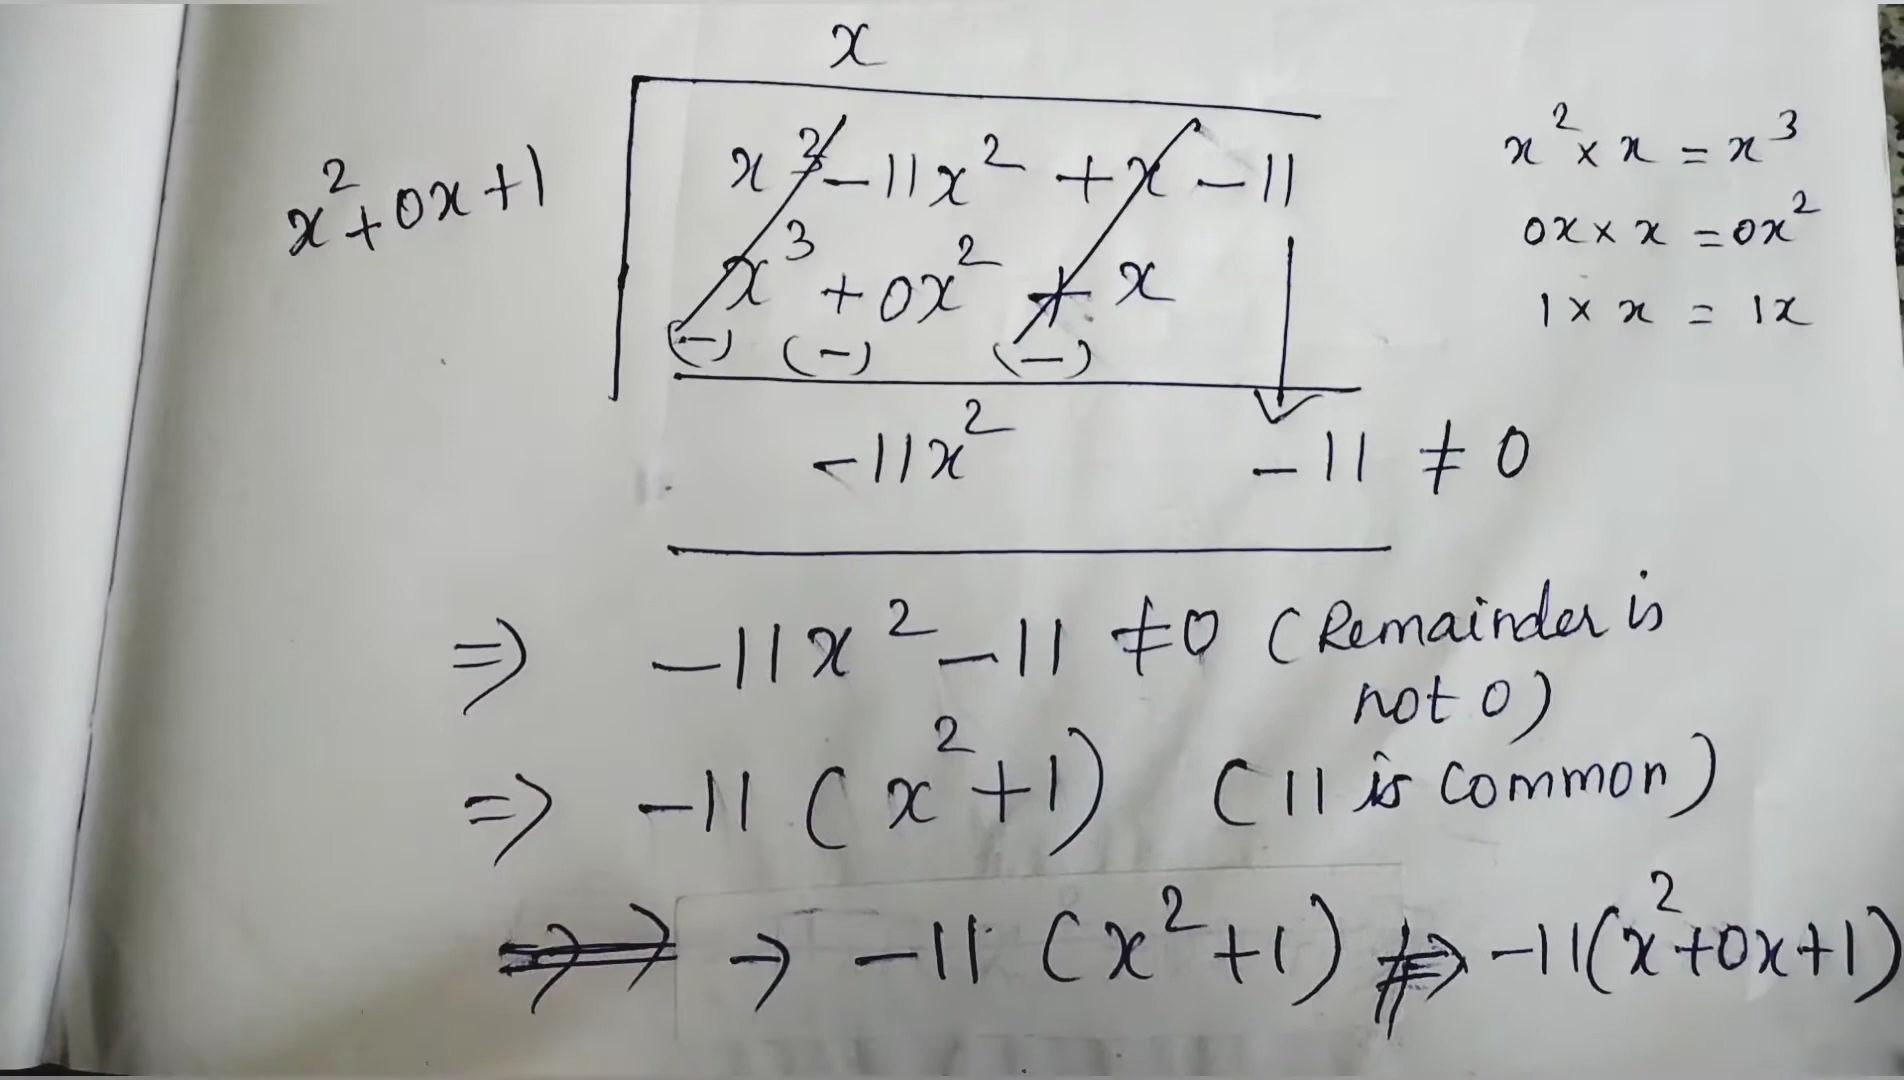 x
x²+0x+1
x³-11x²+x-11
x³+0x²+x
(-) (-) (-)
-11x² -11 ≠ 0
x² × x = x³
0x × x = 0x²
1 × x = 1x
⇒ -11x²-11 ≠ 0 (Remainder is
not 0)
⇒ -11 (x²+1) (11 is common)
→ -11 (x²+1) ⇒ -11(x²+0x+1)